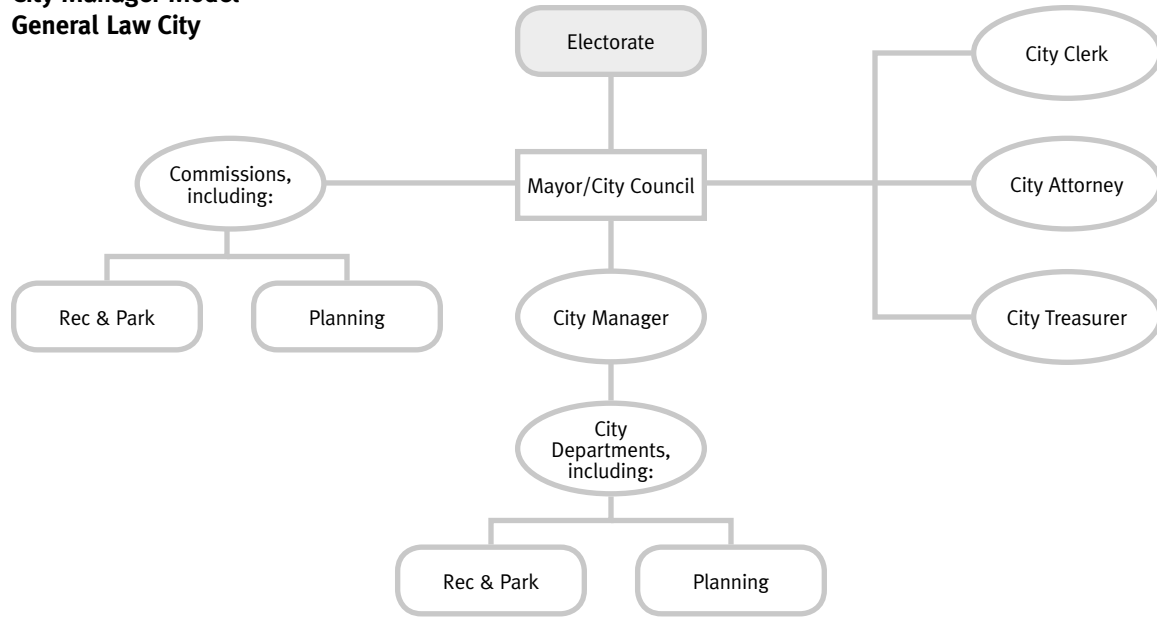 General Law City
Electorate
City Clerk
Commissions,
including:
Mayor/City Council
City Attorney
Rec & Park
Planning
City Manager
City Treasurer
City
Departments,
including:
Rec & Park
Planning